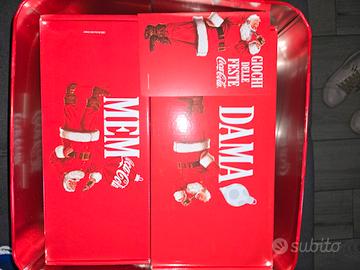 GIOCHI
DELLE
FESTE
Coca-Cola
DAMA
MEM
Coca-Cola
subito